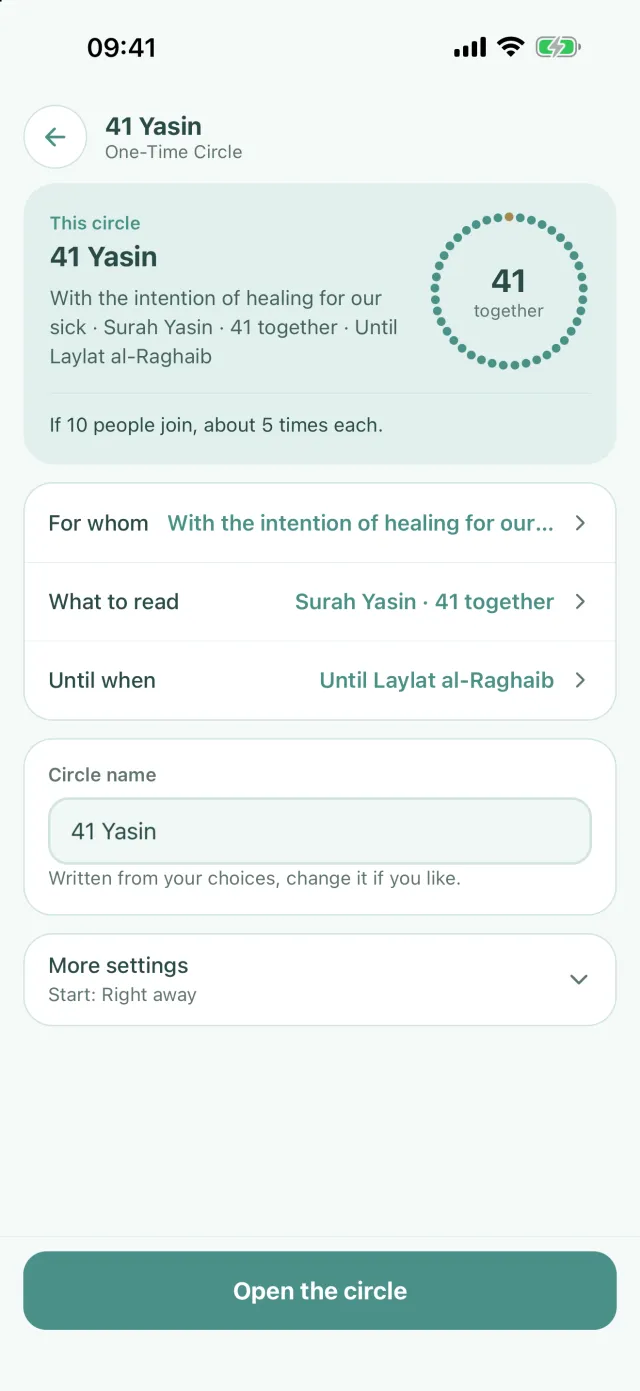 09:41
41 Yasin
One-Time Circle
This circle
41 Yasin
With the intention of healing for our
sick · Surah Yasin · 41 together · Until
Laylat al-Raghaib
41
together
If 10 people join, about 5 times each.
For whom With the intention of healing for our...
What to read Surah Yasin · 41 together
Until when Until Laylat al-Raghaib
Circle name
41 Yasin
Written from your choices, change it if you like.
More settings
Start: Right away
Open the circle